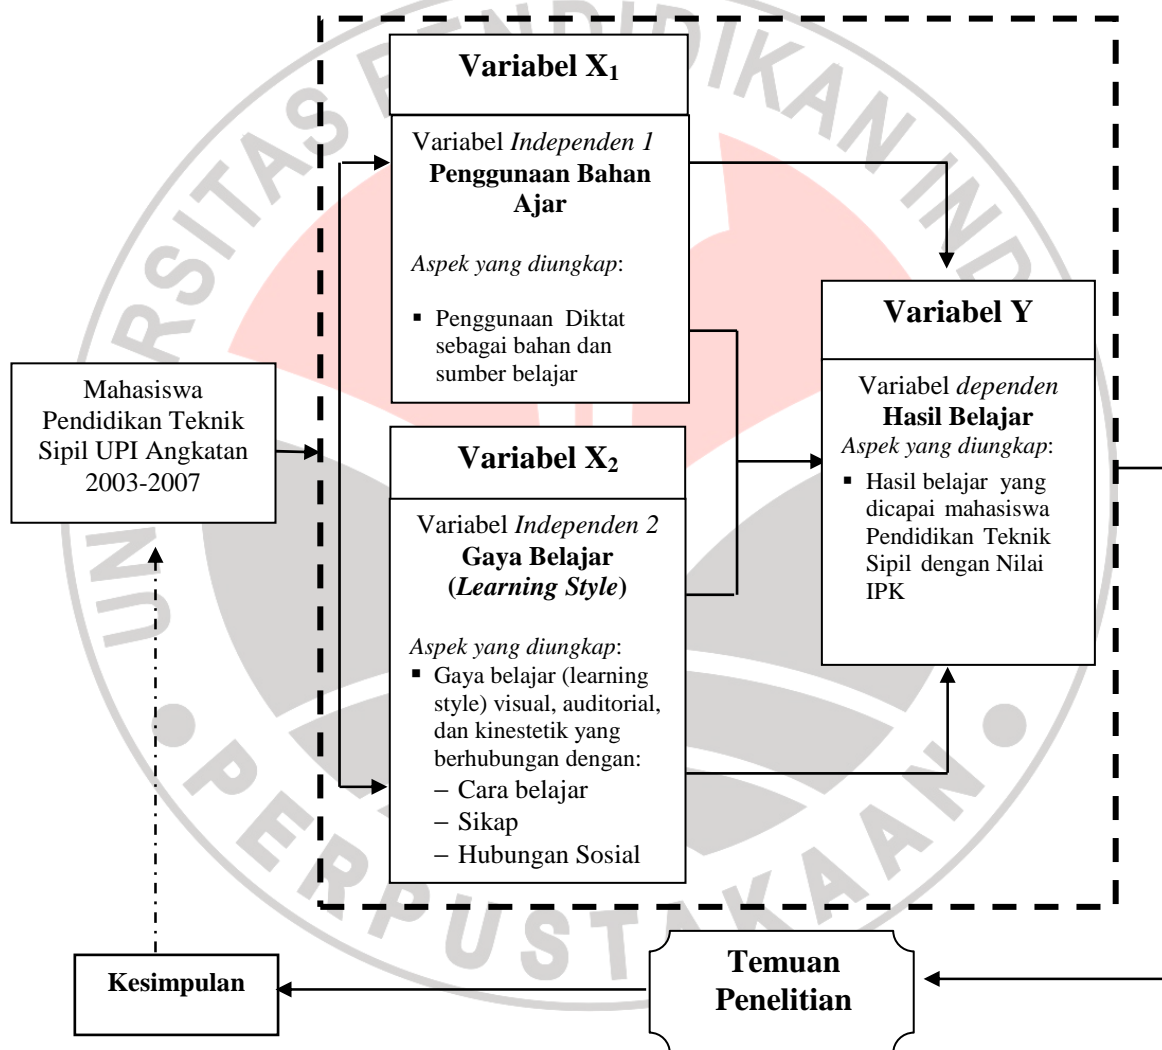 Variabel X₁
Variabel Independen 1
Penggunaan Bahan
Ajar
Aspek yang diungkap:
▪ Penggunaan Diktat
sebagai bahan dan
sumber belajar
Mahasiswa
Pendidikan Teknik
Sipil UPI Angkatan
2003-2007
Variabel X₂
Variabel Independen 2
Gaya Belajar
(Learning Style)
Aspek yang diungkap:
▪ Gaya belajar (learning
style) visual, auditorial,
dan kinestetik yang
berhubungan dengan:
– Cara belajar
– Sikap
– Hubungan Sosial
Variabel Y
Variabel dependen
Hasil Belajar
Aspek yang diungkap:
▪ Hasil belajar yang
dicapai mahasiswa
Pendidikan Teknik
Sipil dengan Nilai
IPK
Temuan
Penelitian
Kesimpulan
PERPUSTAKAAN